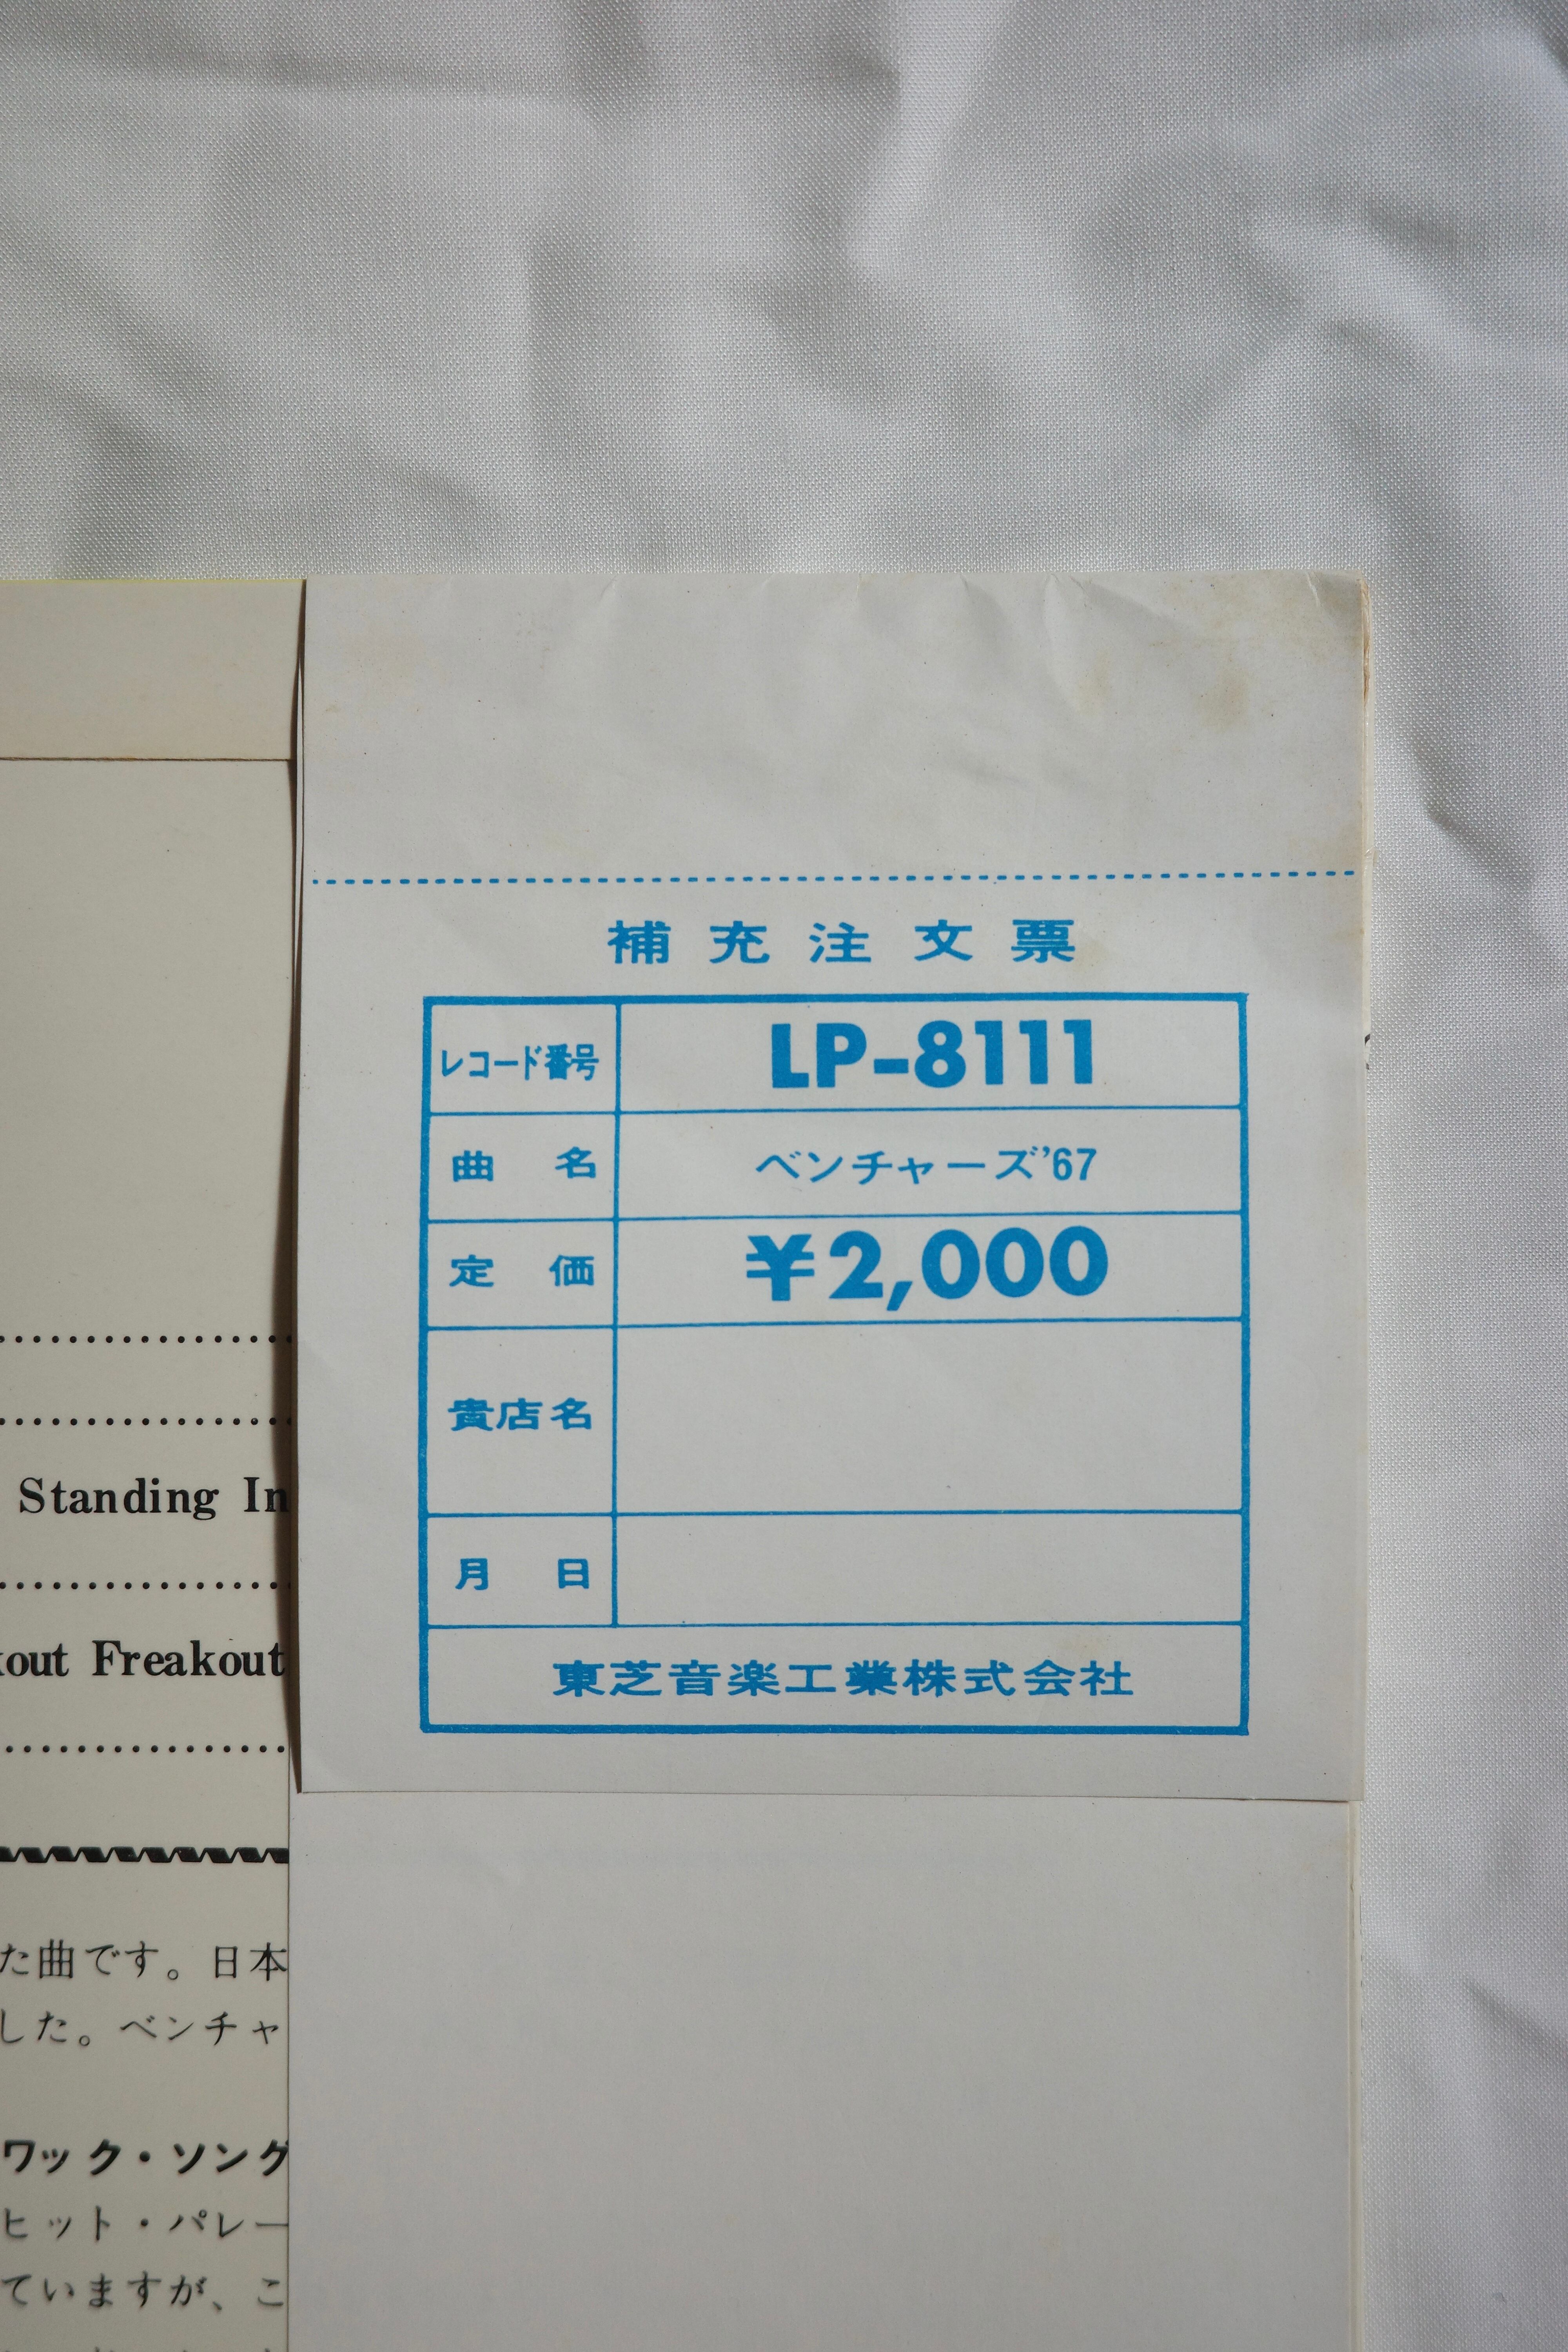 補充注文票
レコード番号 LP-8111
曲名 ベンチャーズ'67
定価 ¥2,000
貴店名
月日
東芝音楽工業株式会社
Standing In
out Freakout
た曲です。日本
した。ベンチャ
ワック・ソング
ヒット・パレー
ていますが、こ